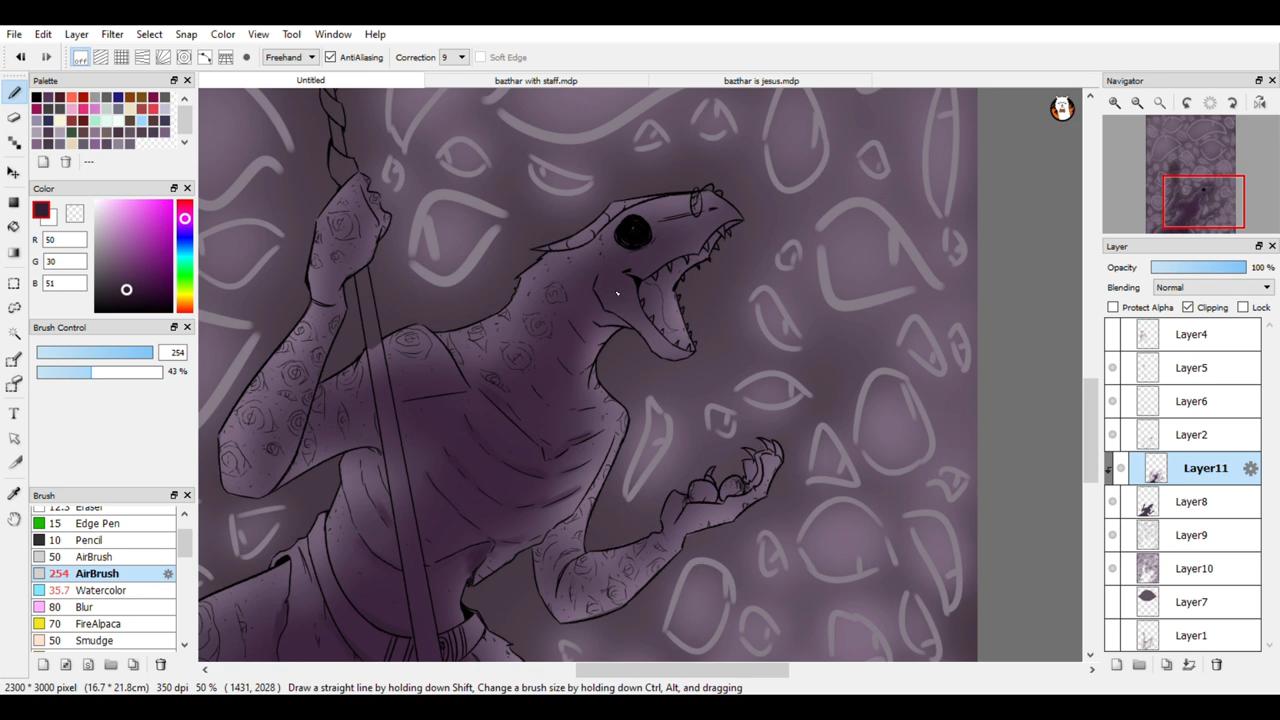 File Edit Layer Filter Select Snap Color View Tool Window Help
off Freehand AntiAliasing Correction 9 Soft Edge
Palette
Untitled
bazthar with staff.mdp
bazthar is jesus.mdp
Navigator
---
Color
R 50
G 30
B 51
Brush Control
254
43 %
Brush
12.5 Eraser
15 Edge Pen
10 Pencil
50 AirBrush
254 AirBrush
35.7 Watercolor
80 Blur
70 FireAlpaca
50 Smudge
Layer
Opacity 100 %
Blending Normal
Protect Alpha Clipping Lock
Layer4
Layer5
Layer6
Layer2
Layer11
Layer8
Layer9
Layer10
Layer7
Layer1
2300 * 3000 pixel (16.7 * 21.8cm) 350 dpi 50 % ( 1431, 2028 ) Draw a straight line by holding down Shift, Change a brush size by holding down Ctrl, Alt, and dragging